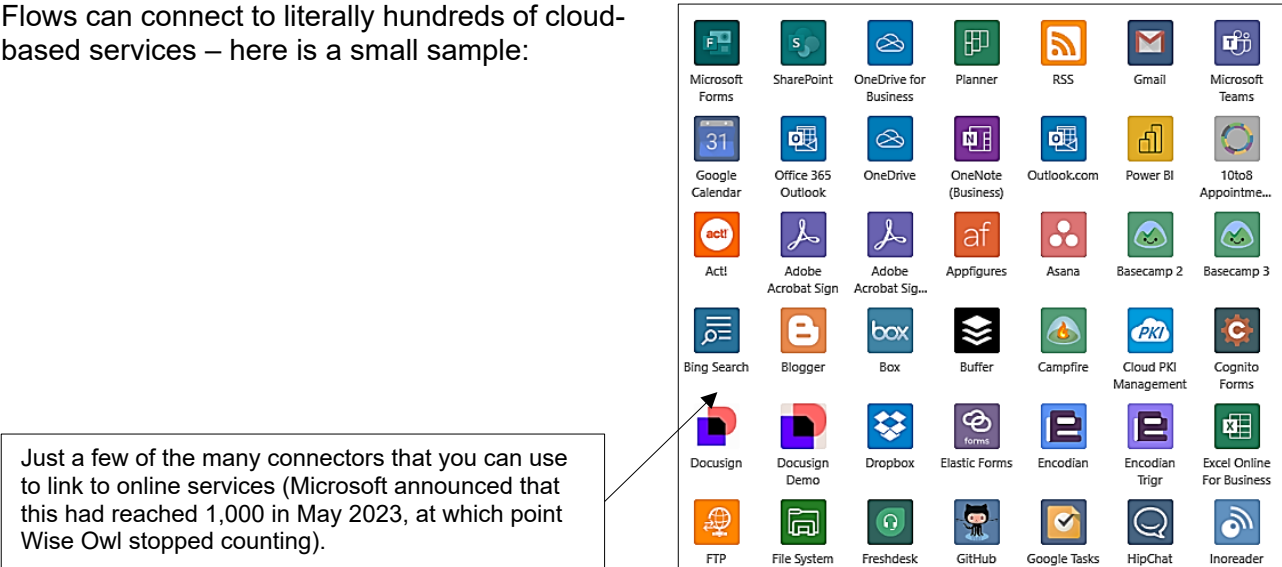 Flows can connect to literally hundreds of cloud-
based services – here is a small sample:
F
S
31
act!
af
box
PKI
C
forms
Microsoft
Forms
SharePoint
OneDrive for
Business
Planner
RSS
Gmail
Microsoft
Teams
Google
Calendar
Office 365
Outlook
OneDrive
OneNote
(Business)
Outlook.com
Power BI
10to8
Appointme...
Act!
Adobe
Acrobat Sign
Adobe
Acrobat Sig...
Appfigures
Asana
Basecamp 2
Basecamp 3
Bing Search
Blogger
Box
Buffer
Campfire
Cloud PKI
Management
Cognito
Forms
Docusign
Docusign
Demo
Dropbox
Elastic Forms
Encodian
Encodian
Trigr
Excel Online
For Business
FTP
File System
Freshdesk
GitHub
Google Tasks
HipChat
Inoreader
Just a few of the many connectors that you can use
to link to online services (Microsoft announced that
this had reached 1,000 in May 2023, at which point
Wise Owl stopped counting).